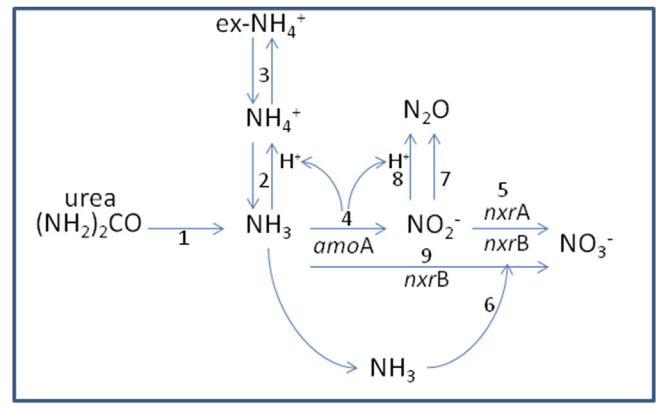 ex-NH₄⁺
3
NH₄⁺
N₂O
H⁺
H⁺
2
8
7
5
urea
(NH₂)₂CO
1
NH₃
4
amoA
NO₂⁻
nxrA
nxrB
NO₃⁻
9
nxrB
6
NH₃